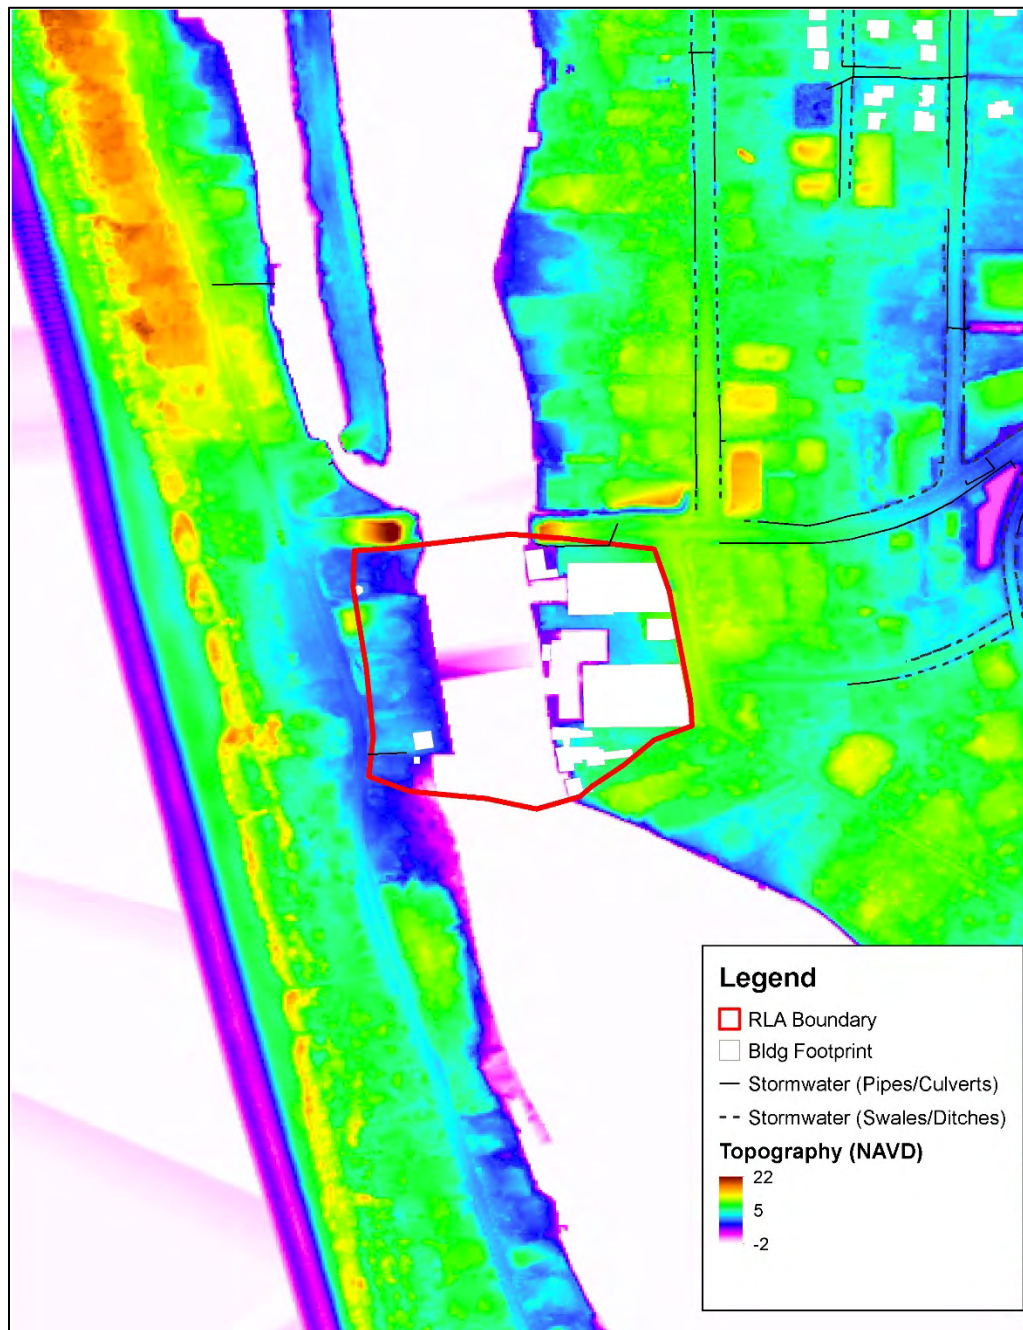 Legend
RLA Boundary
Bldg Footprint
Stormwater (Pipes/Culverts)
Stormwater (Swales/Ditches)
Topography (NAVD)
22
5
-2